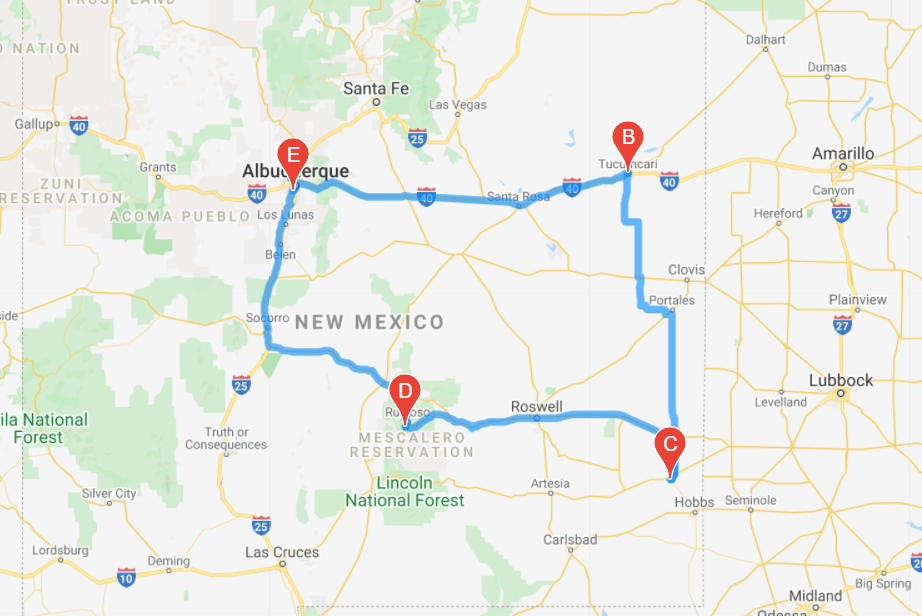 TRUST LAND
Dalhart
O NATION
Dumas
Santa Fe
Las Vegas
Gallup
40
25
E
B
Albuquerque
Tucumcari
Amarillo
Grants
40
40
40
40
Canyon
ZUNI
RESERVATION
Santa Rosa
27
ACOMA PUEBLO
Los Lunas
Hereford
Belen
Clovis
Portales
Plainview
side
Socorro
NEW MEXICO
27
25
D
Lubbock
Levelland
Ruidoso
Roswell
ila National
Forest
Truth or
Consequences
MESCALERO
RESERVATION
C
Lincoln
National Forest
Artesia
Silver City
Hobbs
Seminole
25
Carlsbad
Lordsburg
Deming
Las Cruces
10
20
Big Spring
Midland
Odessa